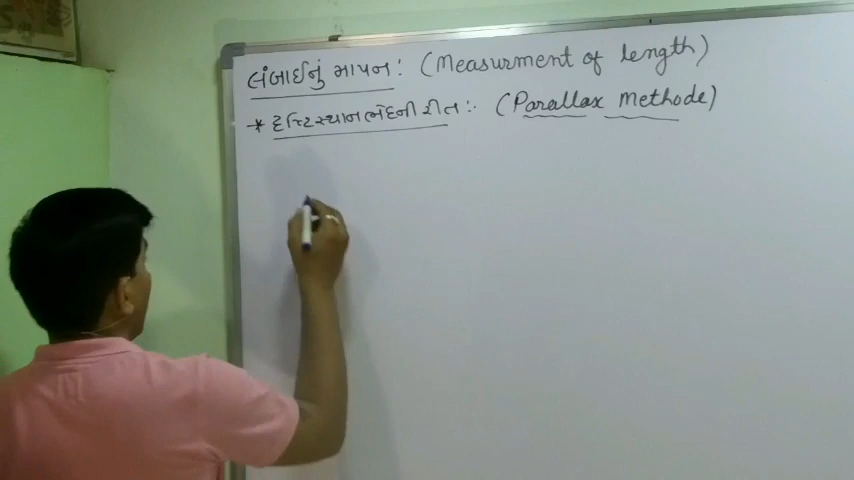 લંબાઈનું માપન : (Measurment of length)
* દૃષ્ટિસ્થાનભેદની રીત :- (Parallax Methode)